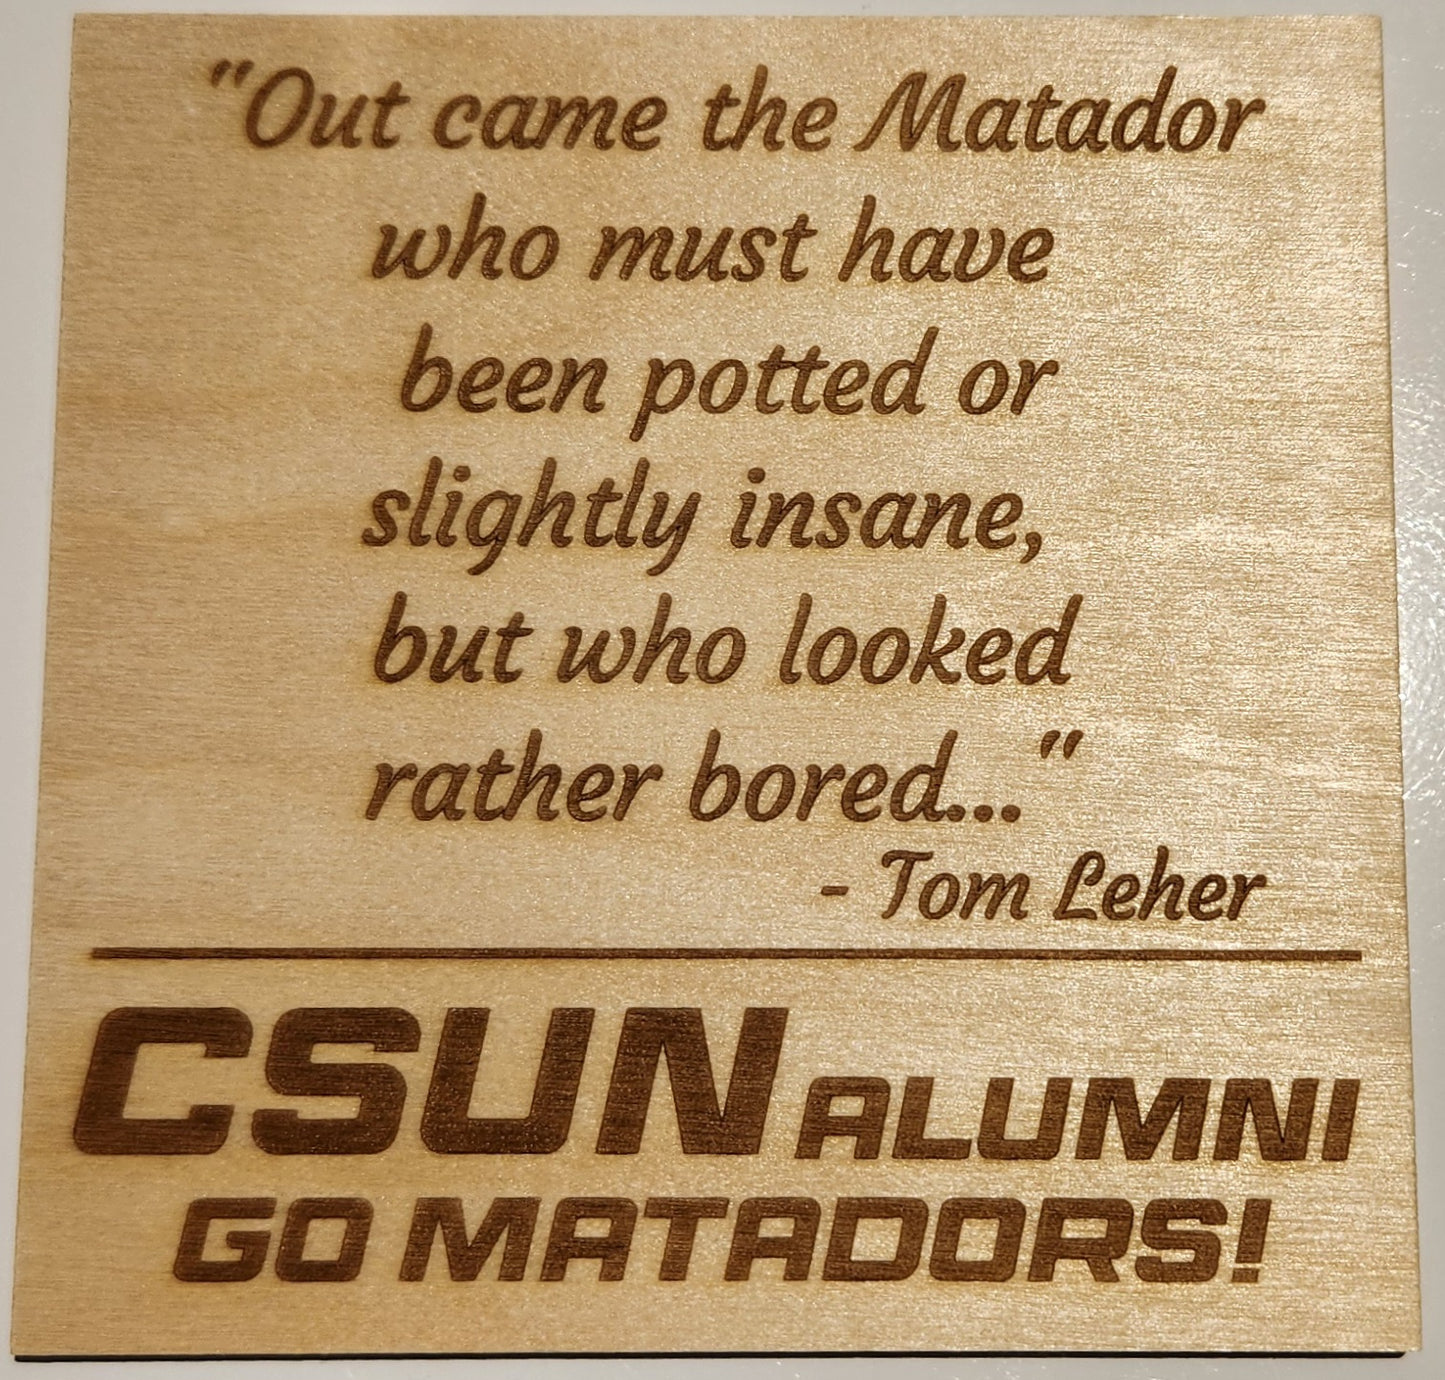 "Out came the Matador
who must have
been potted or
slightly insane,
but who looked
rather bored..."
- Tom Leher
CSUN ALUMNI
GO MATADORS!